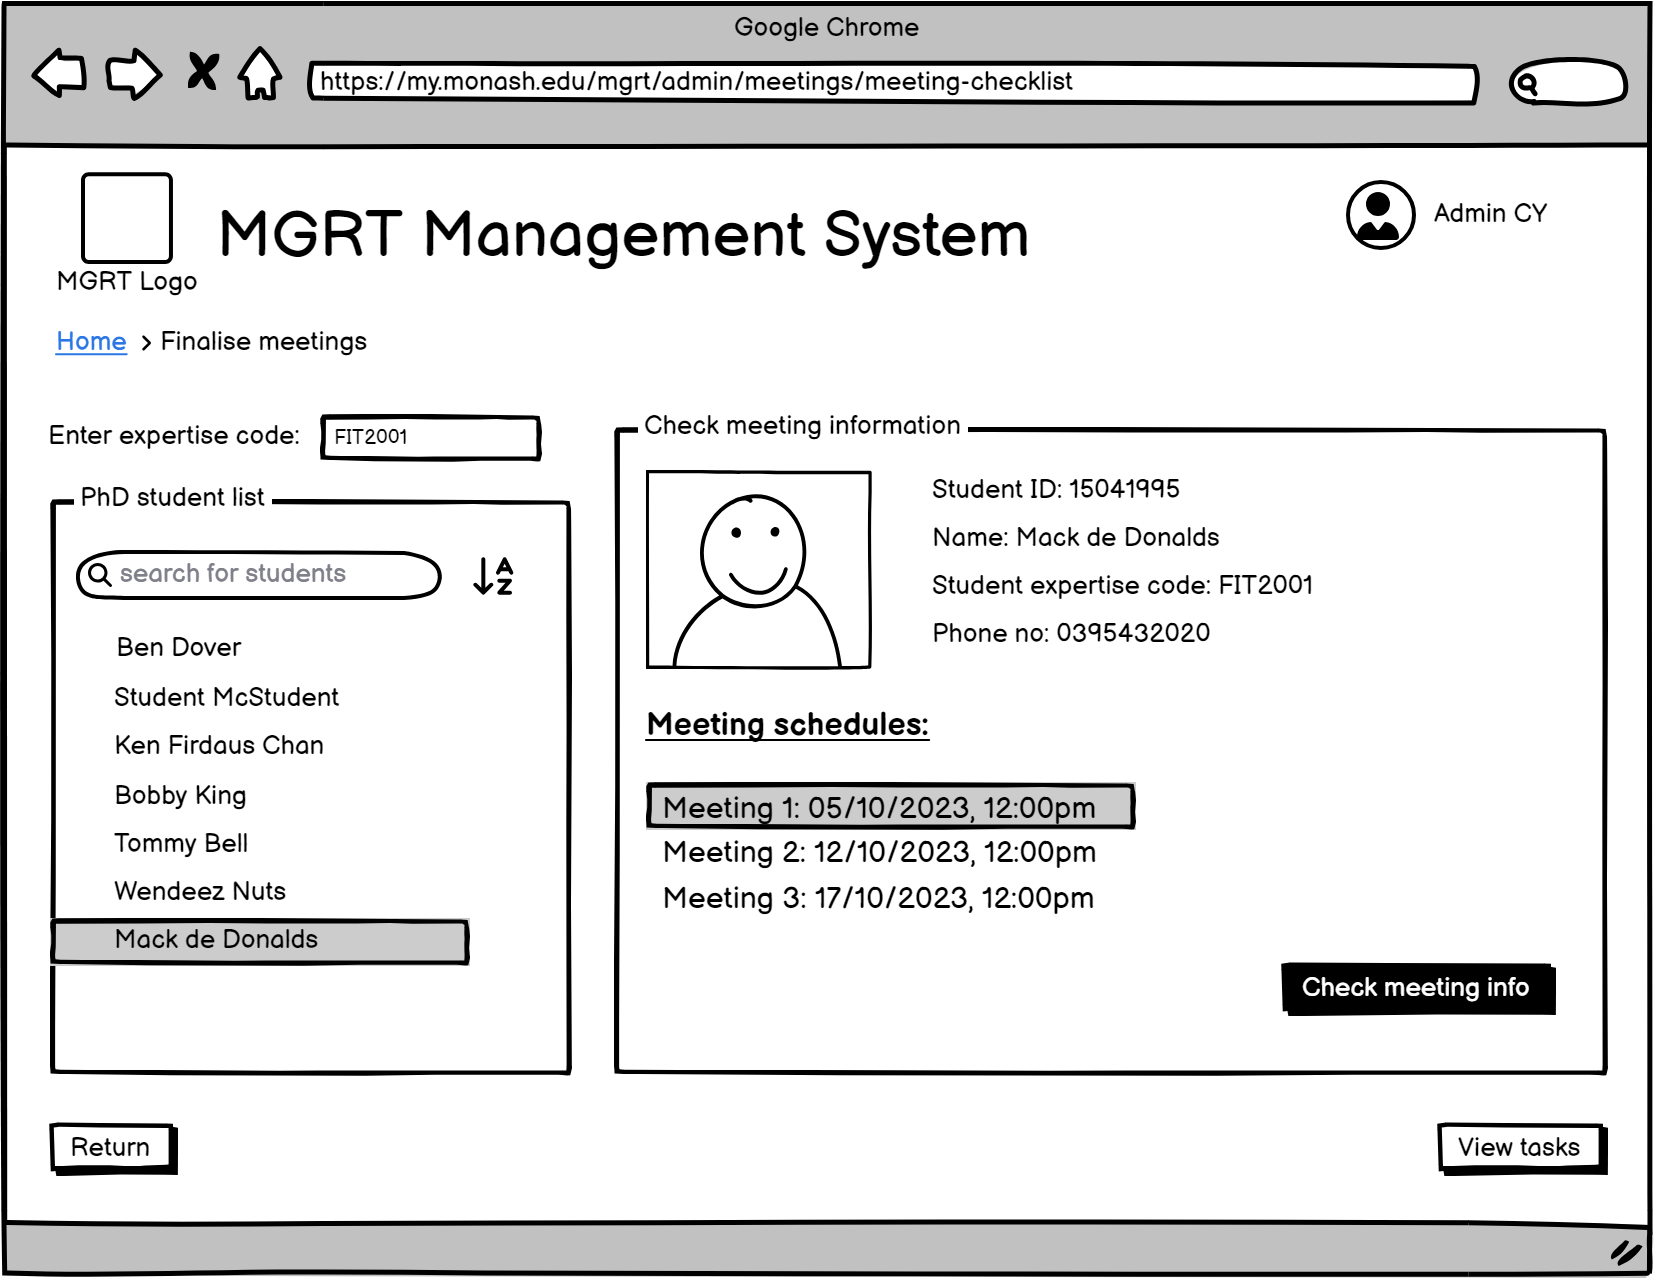 Google Chrome
https://my.monash.edu/mgrt/admin/meetings/meeting-checklist
MGRT Logo
MGRT Management System
Admin CY
Home > Finalise meetings
Enter expertise code: FIT2001
PhD student list
search for students
A
Z
Ben Dover
Student McStudent
Ken Firdaus Chan
Bobby King
Tommy Bell
Wendeez Nuts
Mack de Donalds
Check meeting information
Student ID: 15041995
Name: Mack de Donalds
Student expertise code: FIT2001
Phone no: 0395432020
Meeting schedules:
Meeting 1: 05/10/2023, 12:00pm
Meeting 2: 12/10/2023, 12:00pm
Meeting 3: 17/10/2023, 12:00pm
Check meeting info
Return
View tasks